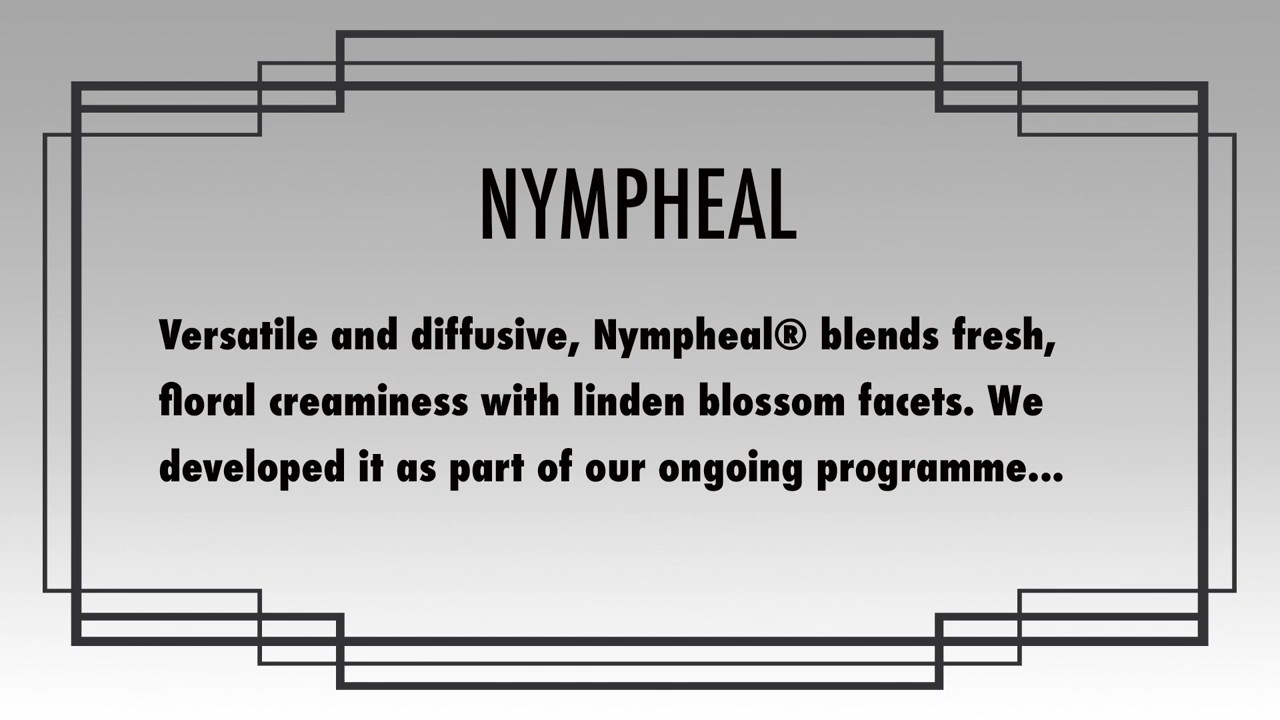 NYMPHEAL
Versatile and diffusive, Nympheal® blends fresh,
floral creaminess with linden blossom facets. We
developed it as part of our ongoing programme...